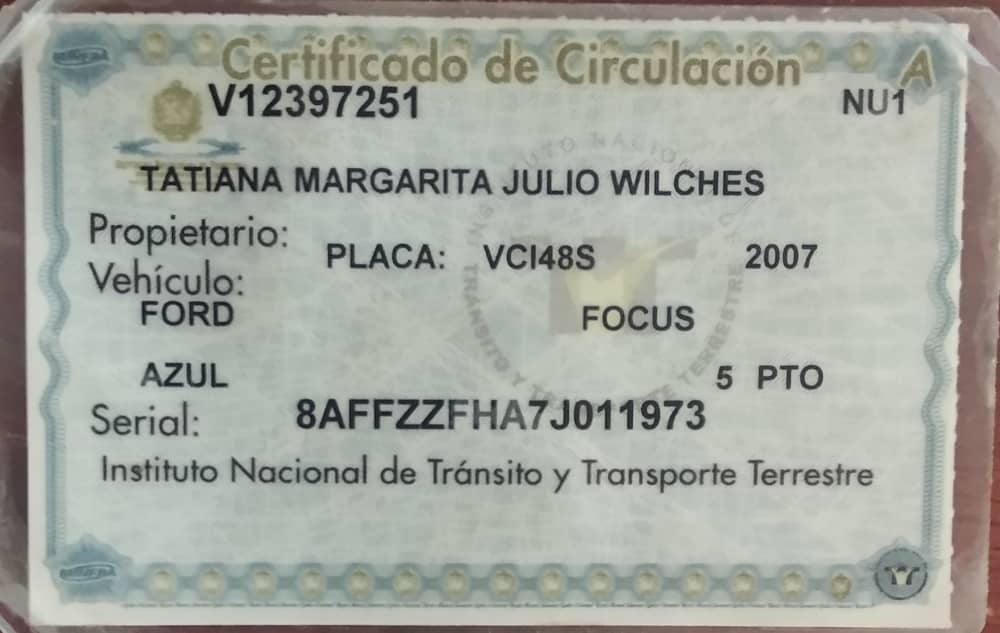 Certificado de Circulación A
V12397251 NU1
TATIANA MARGARITA JULIO WILCHES
Propietario:
PLACA: VCI48S 2007
Vehículo:
FORD FOCUS
AZUL 5 PTO
Serial: 8AFFZZFHA7J011973
Instituto Nacional de Tránsito y Transporte Terrestre